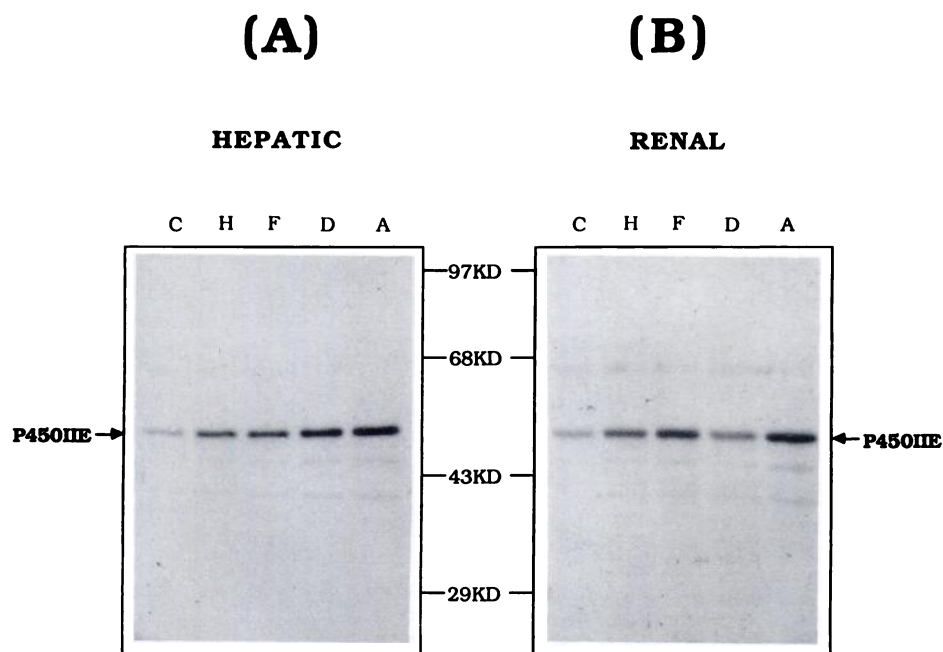 (A) (B)
HEPATIC RENAL
C H F D A C H F D A
97KD
68KD
P450IIE P450IIE
43KD
29KD